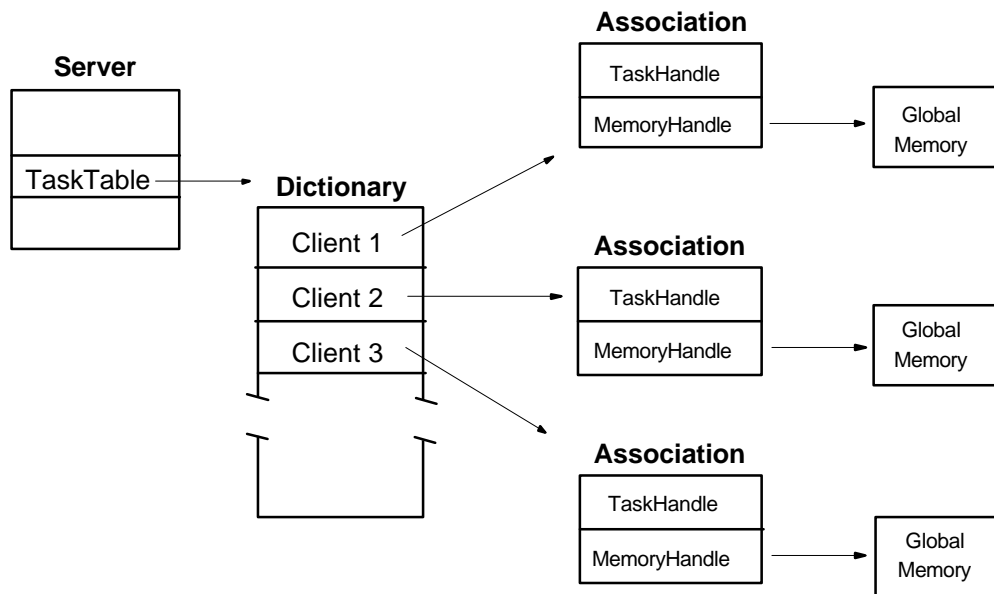 Server
TaskTable
Dictionary
Client 1
Client 2
Client 3
Association
TaskHandle
MemoryHandle
Global
Memory
Association
TaskHandle
MemoryHandle
Global
Memory
Association
TaskHandle
MemoryHandle
Global
Memory